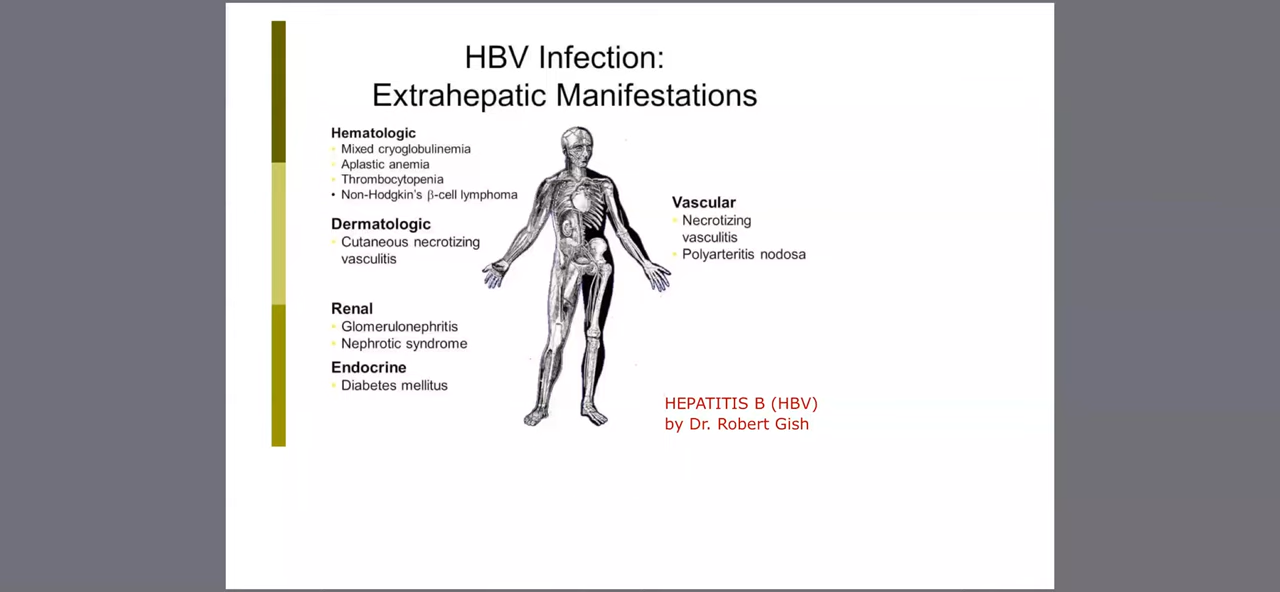 HBV Infection:
Extrahepatic Manifestations
Hematologic
Mixed cryoglobulinemia
Aplastic anemia
Thrombocytopenia
• Non-Hodgkin's β-cell lymphoma
Dermatologic
Cutaneous necrotizing
vasculitis
Renal
Glomerulonephritis
Nephrotic syndrome
Endocrine
Diabetes mellitus
Vascular
Necrotizing
vasculitis
Polyarteritis nodosa
HEPATITIS B (HBV)
by Dr. Robert Gish